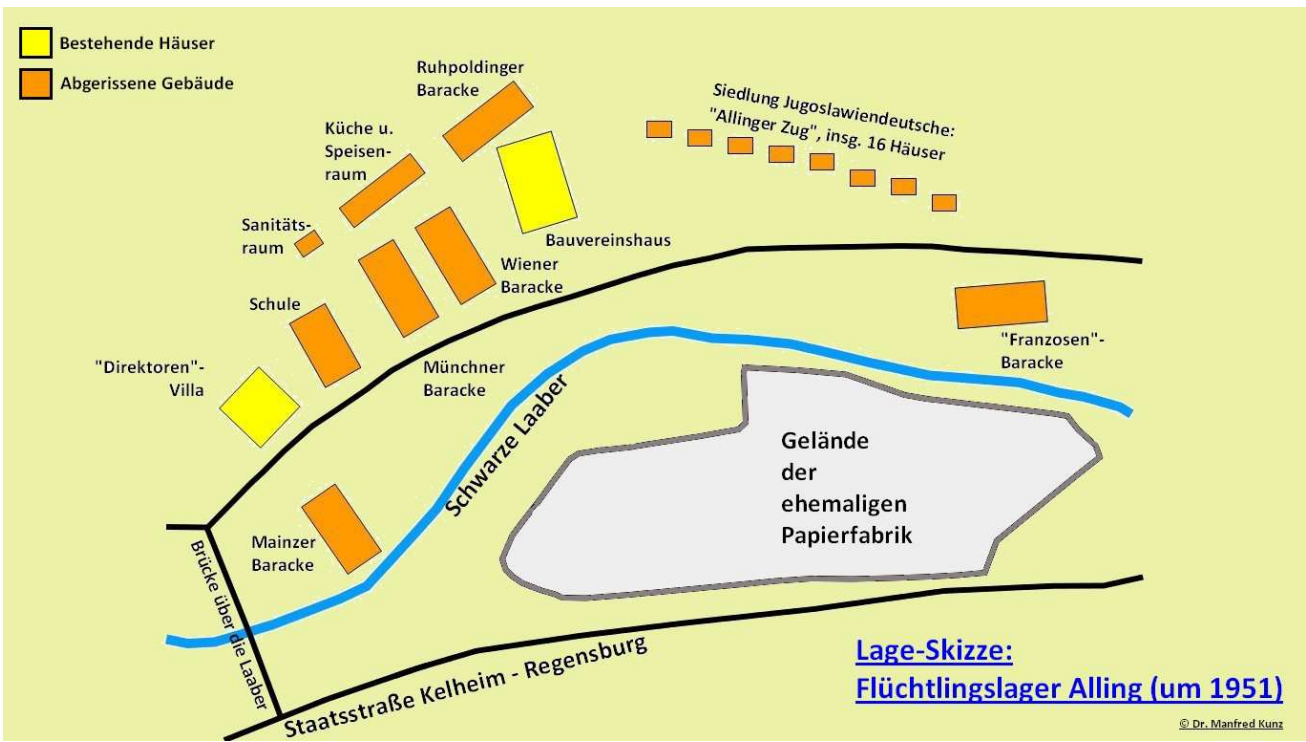 Bestehende Häuser
Abgerissene Gebäude
Ruhpoldinger
Baracke
Siedlung Jugoslawiendeutsche:
"Allinger Zug", insg. 16 Häuser
Küche u.
Speisen-
raum
Sanitäts-
raum
Bauvereinshaus
Wiener
Baracke
Schule
"Direktoren"-
Villa
Münchner
Baracke
"Franzosen"-
Baracke
Schwarze Laaber
Gelände
der
ehemaligen
Papierfabrik
Mainzer
Baracke
Brücke über die Laaber
Staatsstraße Kelheim - Regensburg
Lage-Skizze:
Flüchtlingslager Alling (um 1951)
© Dr. Manfred Kunz